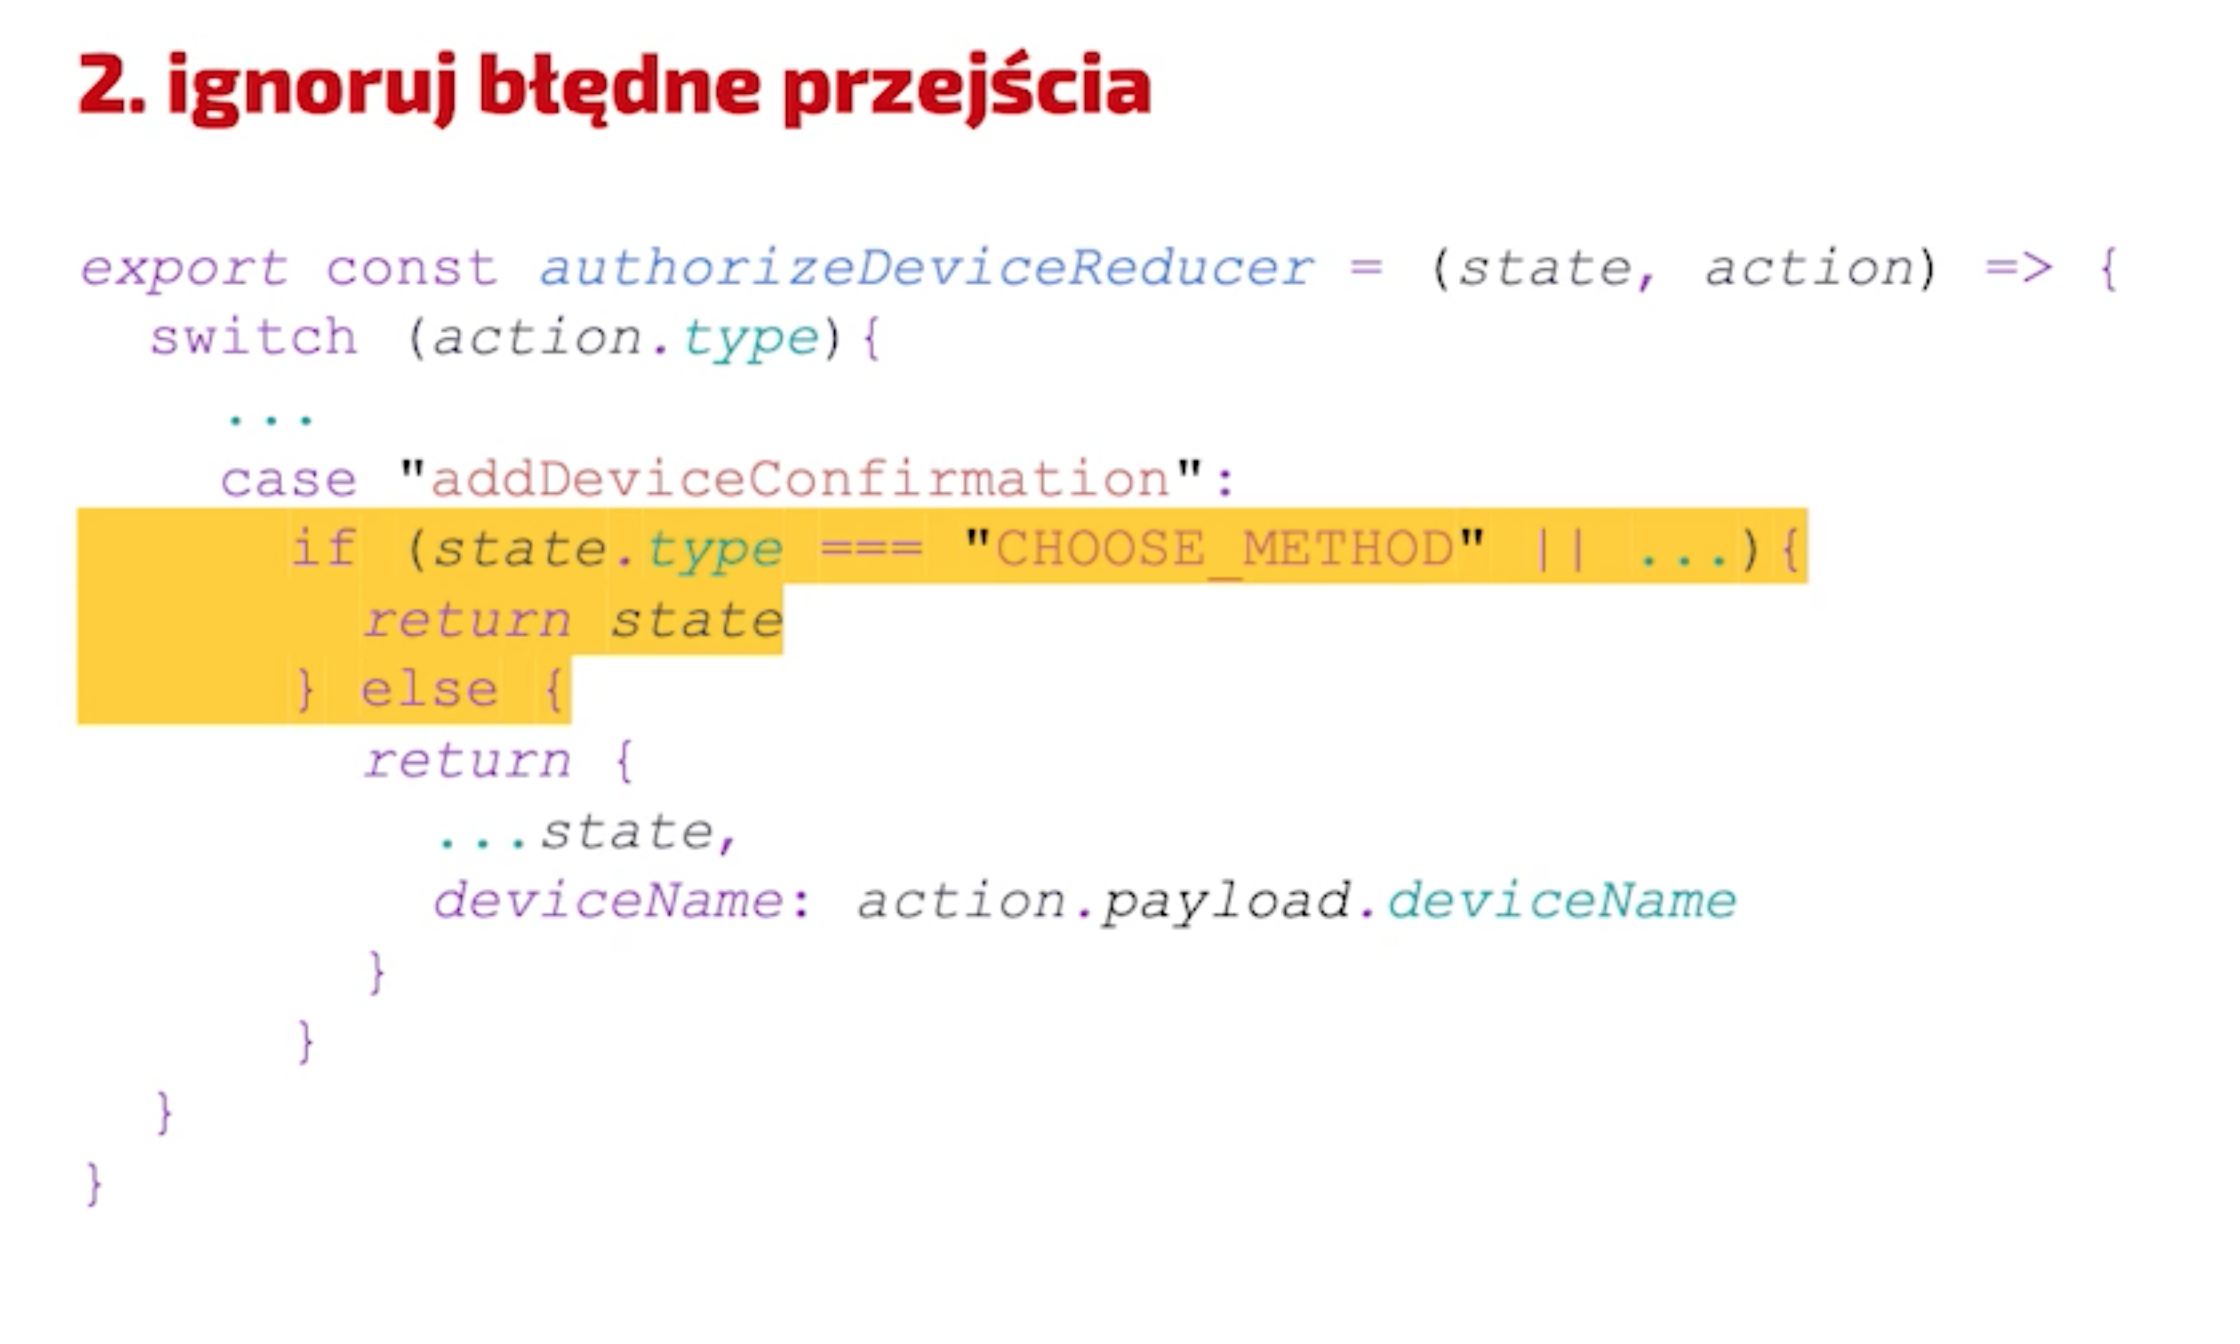 2. ignoruj błędne przejścia
export const authorizeDeviceReducer = (state, action) => {
switch (action.type){
...
case "addDeviceConfirmation":
if (state.type === "CHOOSE_METHOD" || ...){
return state
} else {
return {
...state,
deviceName: action.payload.deviceName
}
}
}
}